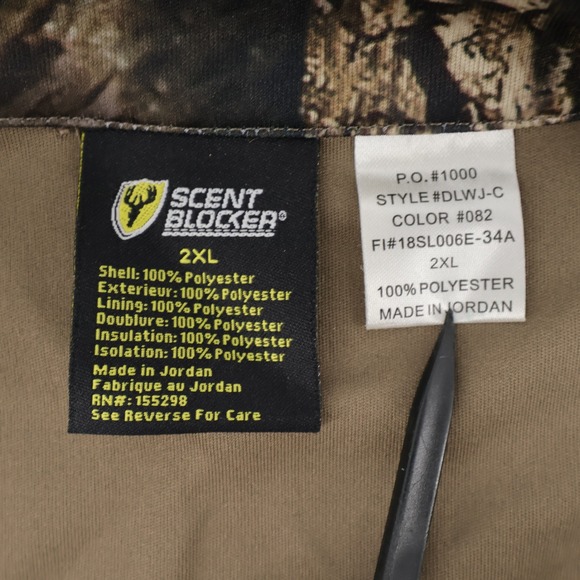 SCENT
BLOCKER®
2XL
Shell: 100% Polyester
Exterieur: 100% Polyester
Lining: 100% Polyester
Doublure: 100% Polyester
Insulation: 100% Polyester
Isolation: 100% Polyester
Made in Jordan
Fabrique au Jordan
RN#: 155298
See Reverse For Care
P.O. #1000
STYLE #DLWJ-C
COLOR #082
FI#18SL006E-34A
2XL
100% POLYESTER
MADE IN JORDAN